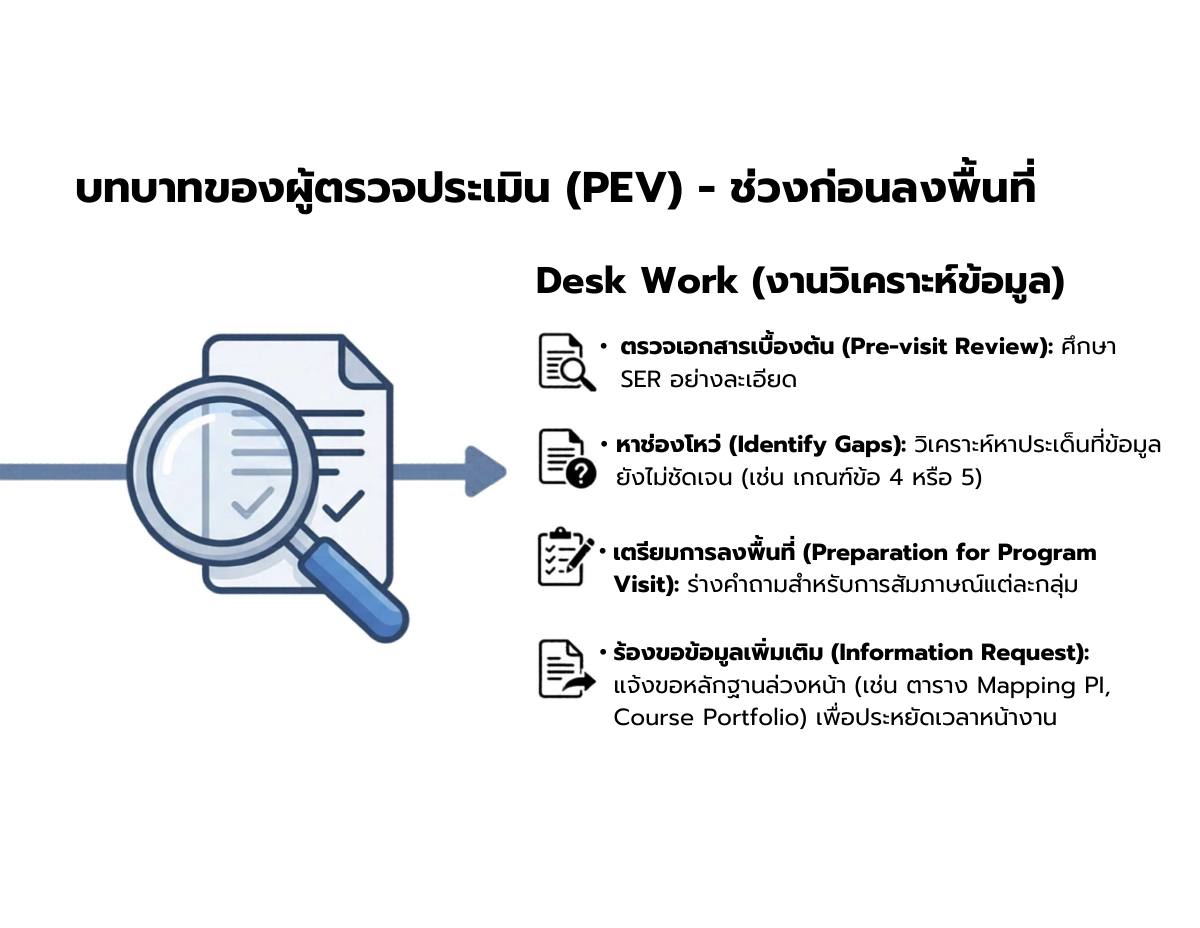 บทบาทของผู้ตรวจประเมิน (PEV) - ช่วงก่อนลงพื้นที่
Desk Work (งานวิเคราะห์ข้อมูล)
• ตรวจเอกสารเบื้องต้น (Pre-visit Review): ศึกษา
SER อย่างละเอียด
• หาช่องโหว่ (Identify Gaps): วิเคราะห์หาประเด็นที่ข้อมูล
ยังไม่ชัดเจน (เช่น เกณฑ์ข้อ 4 หรือ 5)
• เตรียมการลงพื้นที่ (Preparation for Program
Visit): ร่างคำถามสำหรับการสัมภาษณ์แต่ละกลุ่ม
• ร้องขอข้อมูลเพิ่มเติม (Information Request):
แจ้งขอหลักฐานล่วงหน้า (เช่น ตาราง Mapping PI,
Course Portfolio) เพื่อประหยัดเวลาหน้างาน